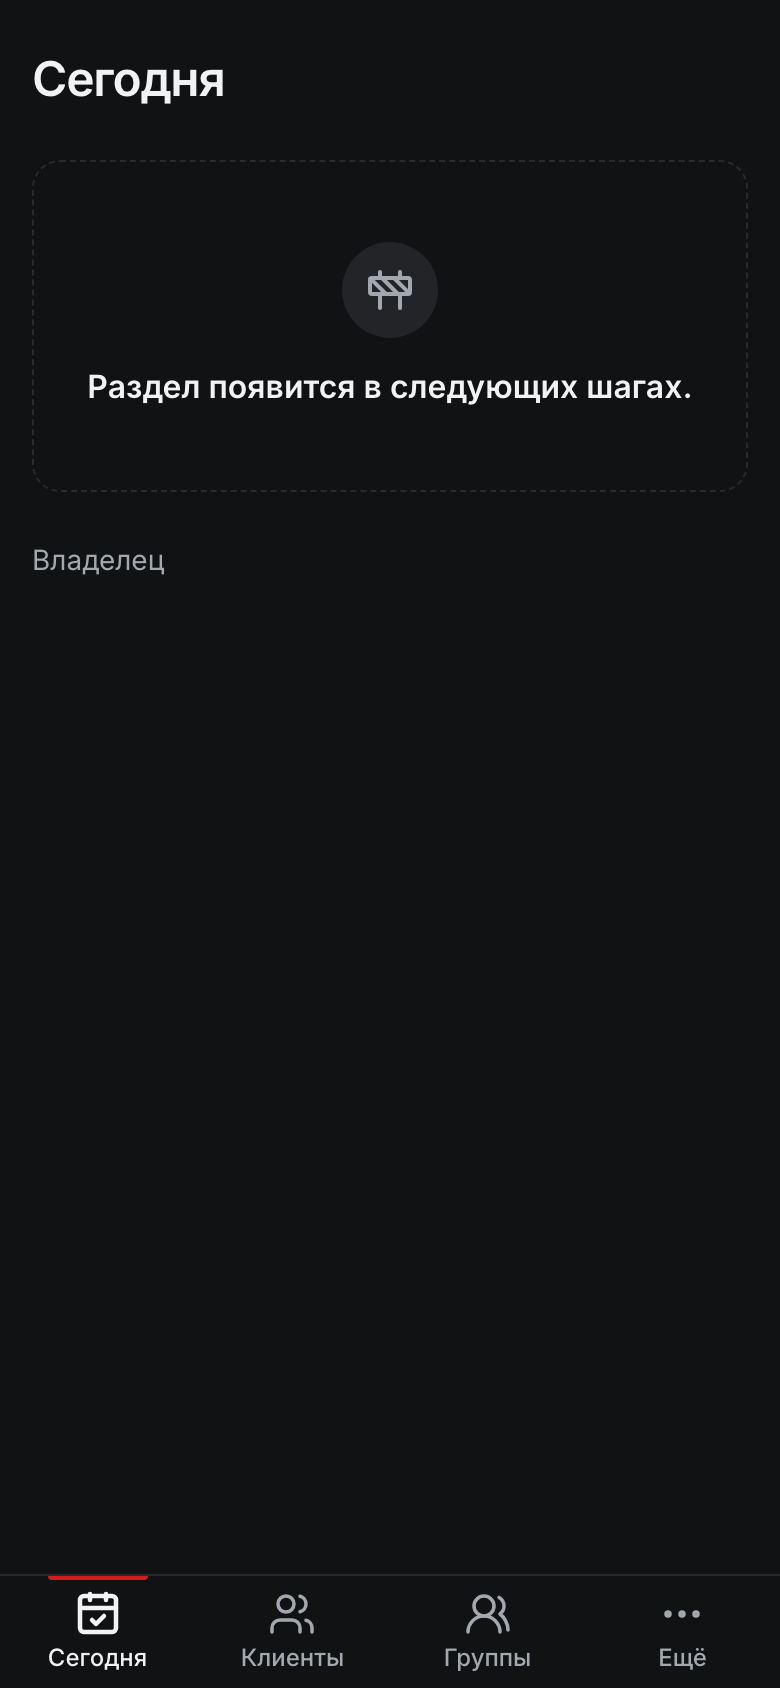 Сегодня
Раздел появится в следующих шагах.
Владелец
Сегодня
Клиенты
Группы
Ещё